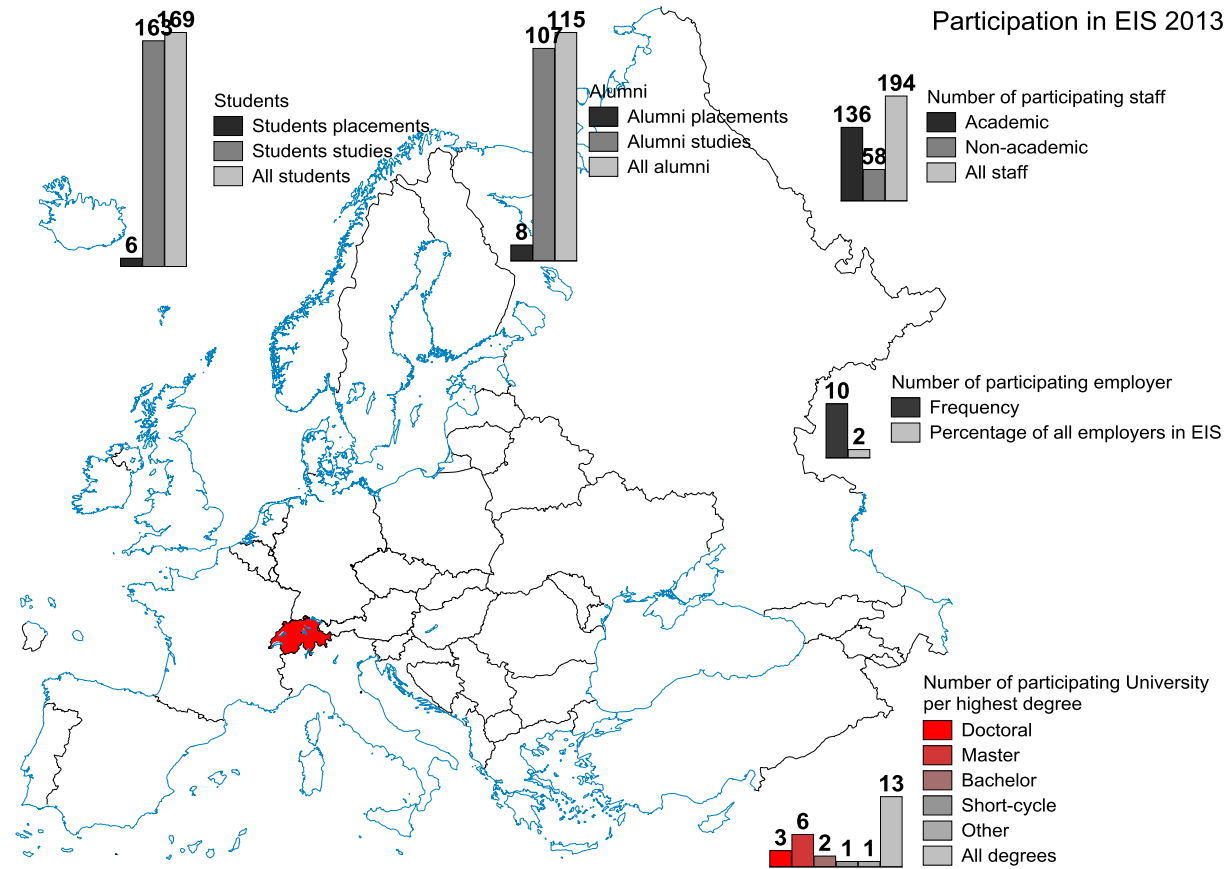 Participation in EIS 2013
163
169
6
Students
Students placements
Students studies
All students
107
115
8
Alumni
Alumni placements
Alumni studies
All alumni
136
58
194
Number of participating staff
Academic
Non-academic
All staff
10
2
Number of participating employer
Frequency
Percentage of all employers in EIS
Number of participating University
per highest degree
Doctoral
Master
Bachelor
Short-cycle
Other
All degrees
3
6
2
1
1
13